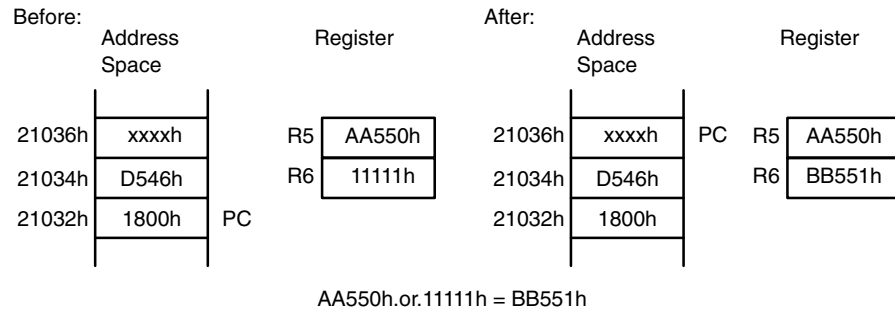 Before:
Address
Space
Register
21036h xxxxh R5 AA550h
21034h D546h R6 11111h
21032h 1800h PC
After:
Address
Space
Register
21036h xxxxh PC R5 AA550h
21034h D546h R6 BB551h
21032h 1800h
AA550h.or.11111h = BB551h